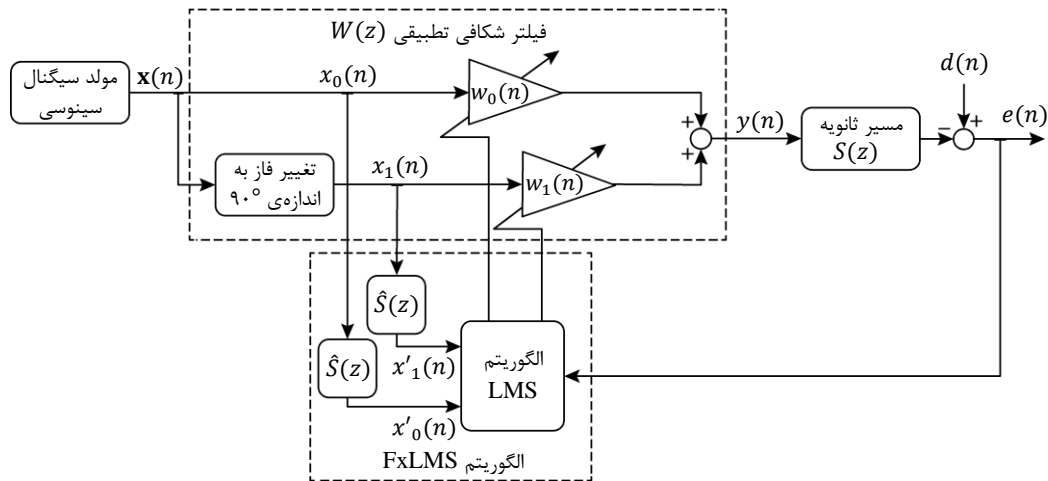 فیلتر شکافی تطبیقی W(z)
مولد سیگنال
سینوسی
x(n)
x₀(n)
w₀(n)
تغییر فاز به
اندازه‌ی ۹۰°
x₁(n)
w₁(n)
+
+
y(n)
مسیر ثانویه
S(z)
d(n)
−
+
e(n)
Ŝ(z)
Ŝ(z)
x'₁(n)
x'₀(n)
الگوریتم
LMS
الگوریتم FxLMS